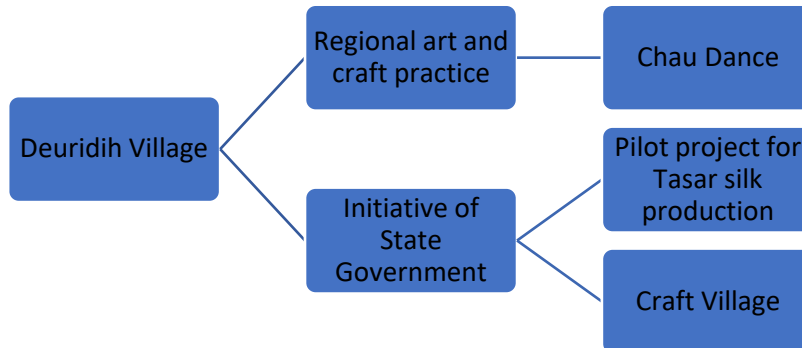 Deuridih Village
Regional art and
craft practice
Chau Dance
Initiative of
State
Government
Pilot project for
Tasar silk
production
Craft Village